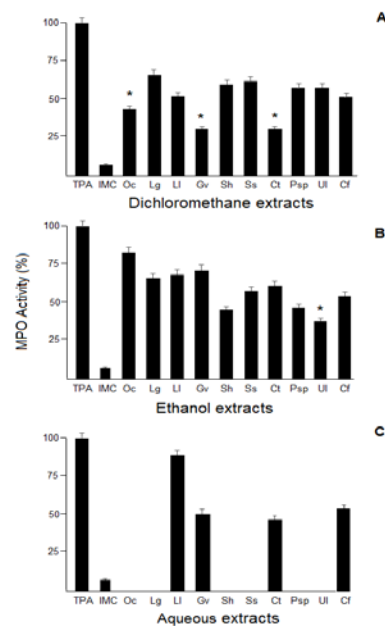 A
100
75
50
25
* * *
TPA IMC Oc Lg Ll Gv Sh Ss Ct Psp Ul Cf
Dichloromethane extracts
B
MPO Activity (%)
100
75
50
25
*
TPA IMC Oc Lg Ll Gv Sh Ss Ct Psp Ul Cf
Ethanol extracts
C
100
75
50
25
TPA IMC Oc Lg Ll Gv Sh Ss Ct Psp Ul Cf
Aqueous extracts